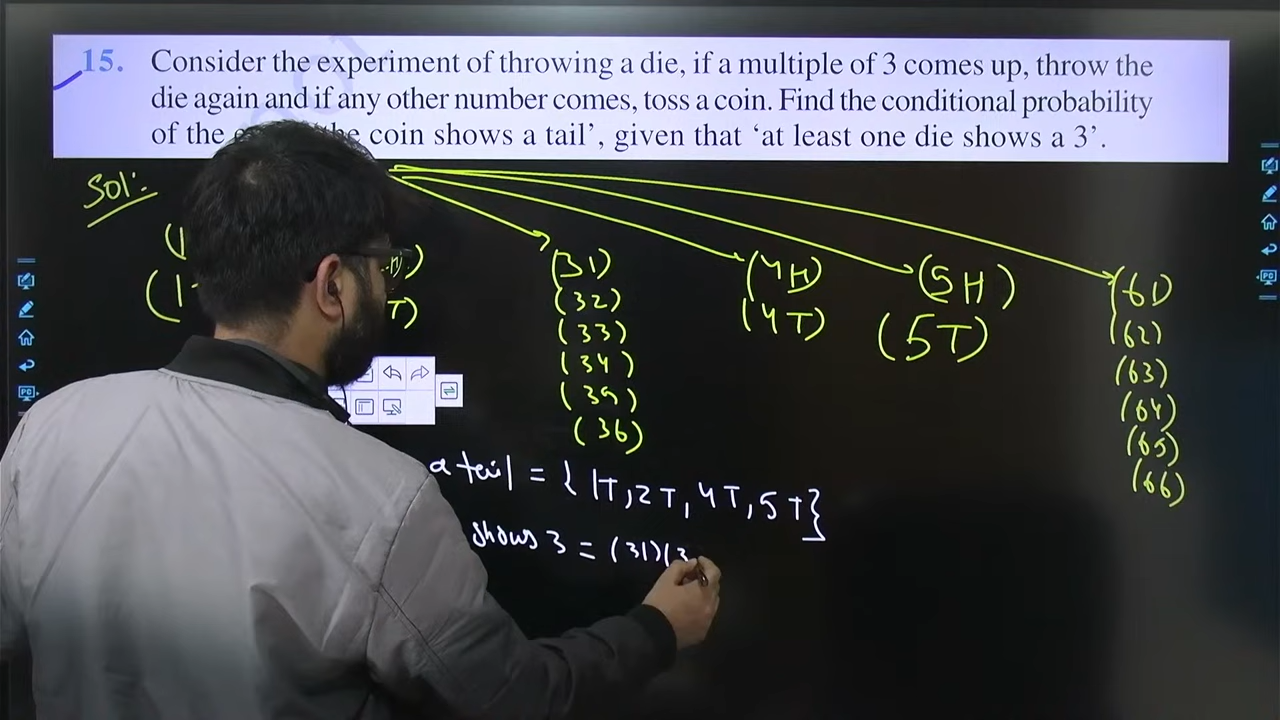 15. Consider the experiment of throwing a die, if a multiple of 3 comes up, throw the
die again and if any other number comes, toss a coin. Find the conditional probability
of the coin shows a tail’, given that ‘at least one die shows a 3’.
Sol:
(31) (4H) (5H) (61)
(32) (4T) (5T) (62)
(33) (63)
(34) (64)
(35) (65)
(36) (66)
a tail = { 1T, 2T, 4T, 5T}
shows 3 = (31)(3